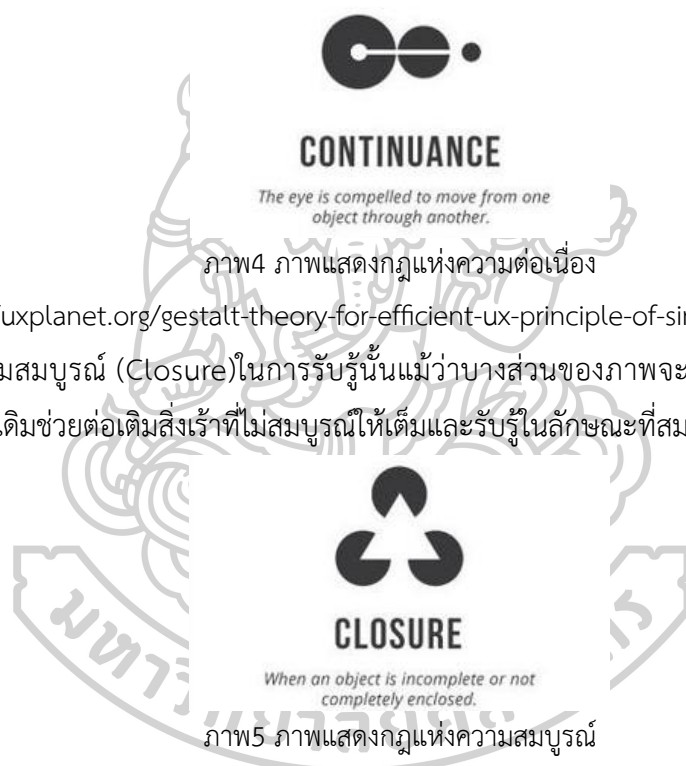 CONTINUANCE
The eye is compelled to move from one
object through another.
ภาพ4 ภาพแสดงกฎแห่งความต่อเนื่อง
uxplanet.org/gestalt-theory-for-efficient-ux-principle-of-sir
มสมบูรณ์ (Closure)ในการรับรู้นั้นแม้ว่าบางส่วนของภาพจะ
เดิมช่วยต่อเติมสิ่งเร้าที่ไม่สมบูรณ์ให้เต็มและรับรู้ในลักษณะที่สม
CLOSURE
When an object is incomplete or not
completely enclosed.
ภาพ5 ภาพแสดงกฎแห่งความสมบูรณ์